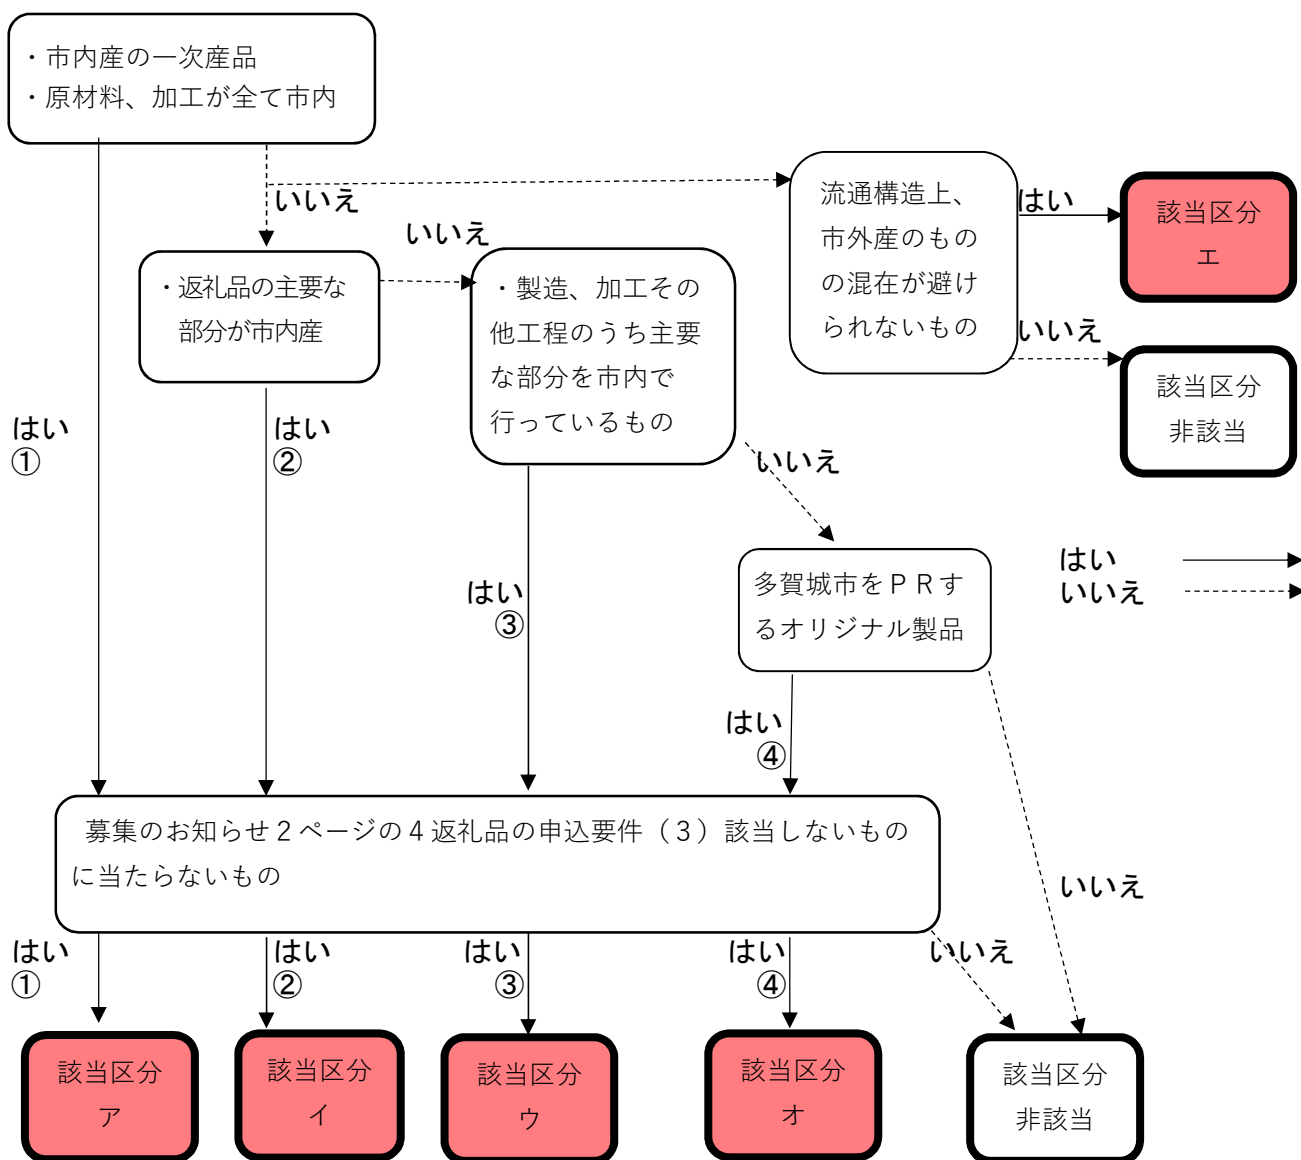 ・市内産の一次産品
・原材料、加工が全て市内
いいえ
流通構造上、
市外産のもの
の混在が避け
られないもの
はい
該当区分
エ
いいえ
該当区分
非該当
・返礼品の主要な
部分が市内産
いいえ
・製造、加工その
他工程のうち主要
な部分を市内で
行っているもの
はい
①
はい
②
いいえ
はい
いいえ
はい
③
多賀城市をＰＲす
るオリジナル製品
はい
④
いいえ
募集のお知らせ２ページの４返礼品の申込要件（３）該当しないもの
に当たらないもの
はい
①
はい
②
はい
③
はい
④
いいえ
該当区分
ア
該当区分
イ
該当区分
ウ
該当区分
オ
該当区分
非該当